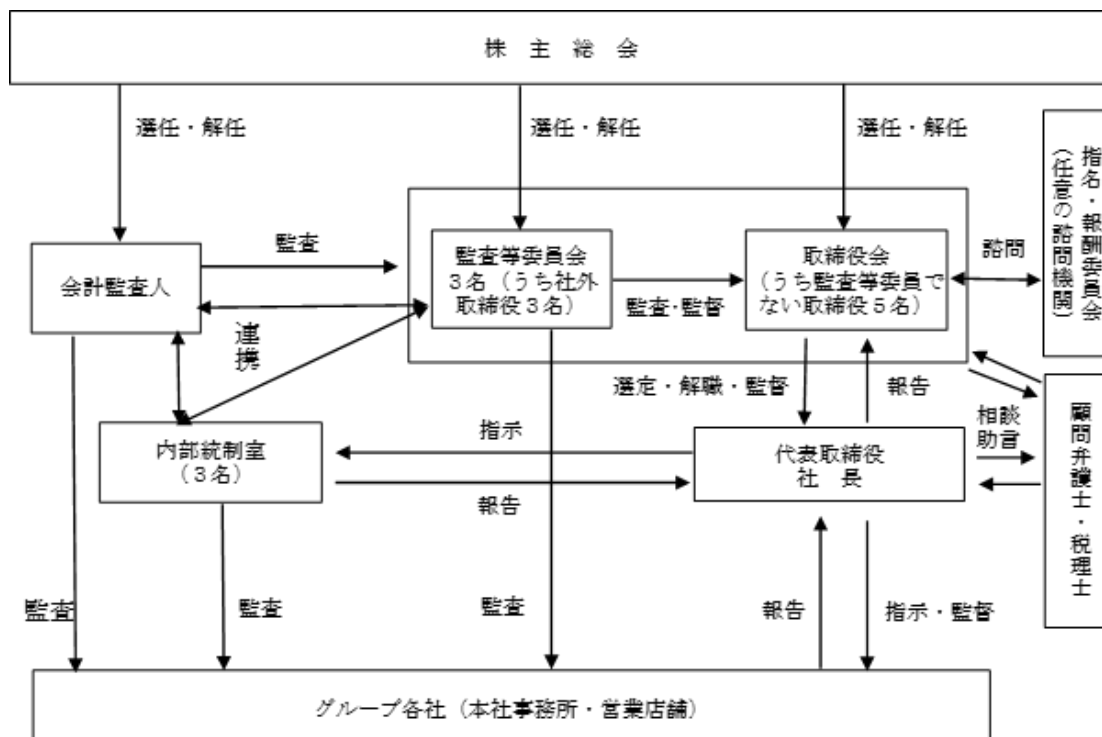 株 主 総 会
選任・解任
選任・解任
選任・解任
指名・報酬委員会
(任意の諮問機関)
監査
会計監査人
監査等委員会
3名(うち社外
取締役3名)
監査・監督
取締役会
(うち監査等委員で
ない取締役5名)
諮問
連携
選定・解職・監督
報告
相談
助言
顧問弁護士・税理士
内部統制室
(3名)
指示
報告
代表取締役
社 長
監査
監査
監査
報告
指示・監督
グループ各社(本社事務所・営業店舗)